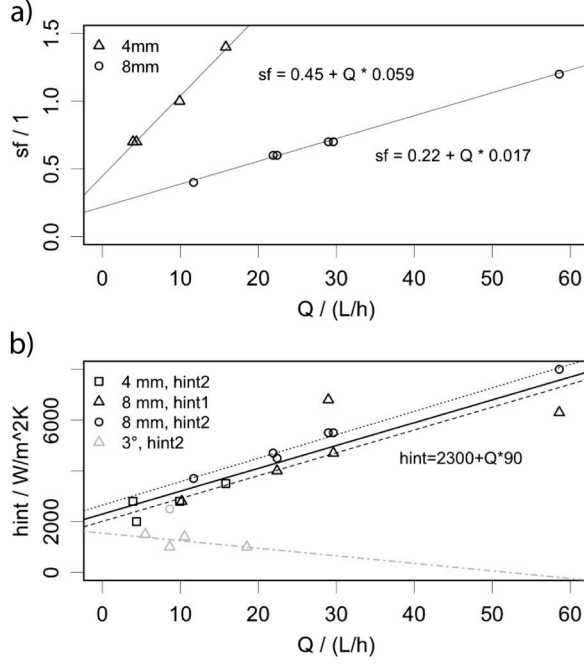 a)
4mm
8mm
sf = 0.45 + Q * 0.059
sf = 0.22 + Q * 0.017
sf / 1
0.0
0.5
1.0
1.5
0
10
20
30
40
50
60
Q / (L/h)
b)
4 mm, hint2
8 mm, hint1
8 mm, hint2
3°, hint2
hint=2300+Q*90
hint / W/m^2K
0
2000
6000
0
10
20
30
40
50
60
Q / (L/h)